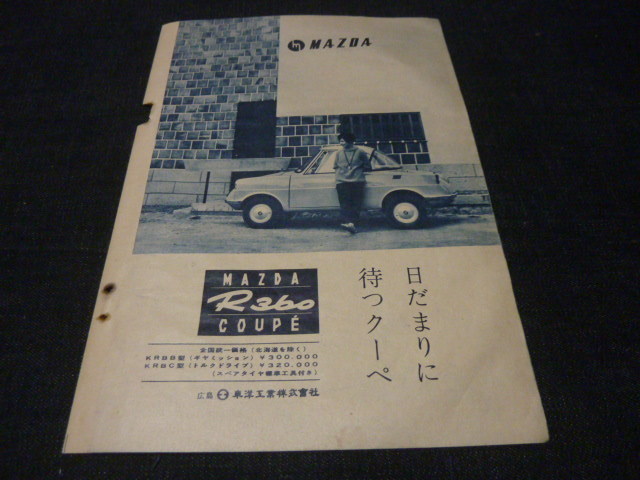 MAZDA
日だまりに
待つクーペ
MAZDA
R360
COUPÉ
全国統一価格(北海道を除く)
KRBB型(ギヤミッション)¥300.000
KRBC型(トルクドライブ)¥320.000
(スペアタイヤ標準工具付き)
広島 東洋工業株式會社